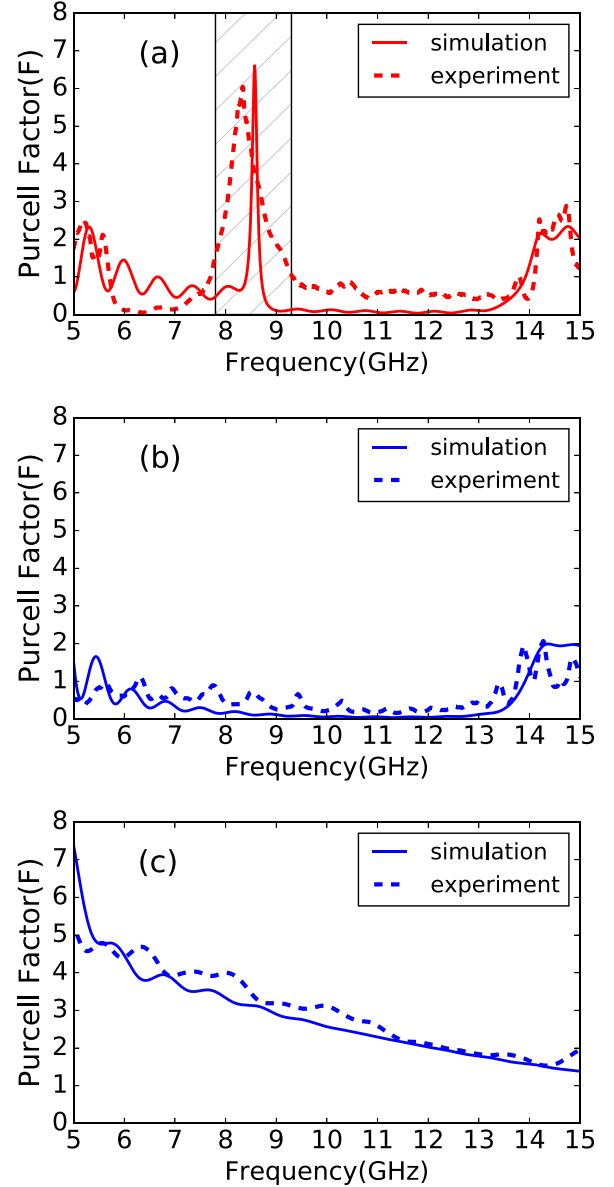 8
7
6
5
4
3
2
1
0
Purcell Factor(F)
(a)
simulation
experiment
5 6 7 8 9 10 11 12 13 14 15
Frequency(GHz)
8
7
6
5
4
3
2
1
0
Purcell Factor(F)
(b)
simulation
experiment
5 6 7 8 9 10 11 12 13 14 15
Frequency(GHz)
8
7
6
5
4
3
2
1
0
Purcell Factor(F)
(c)
simulation
experiment
5 6 7 8 9 10 11 12 13 14 15
Frequency(GHz)